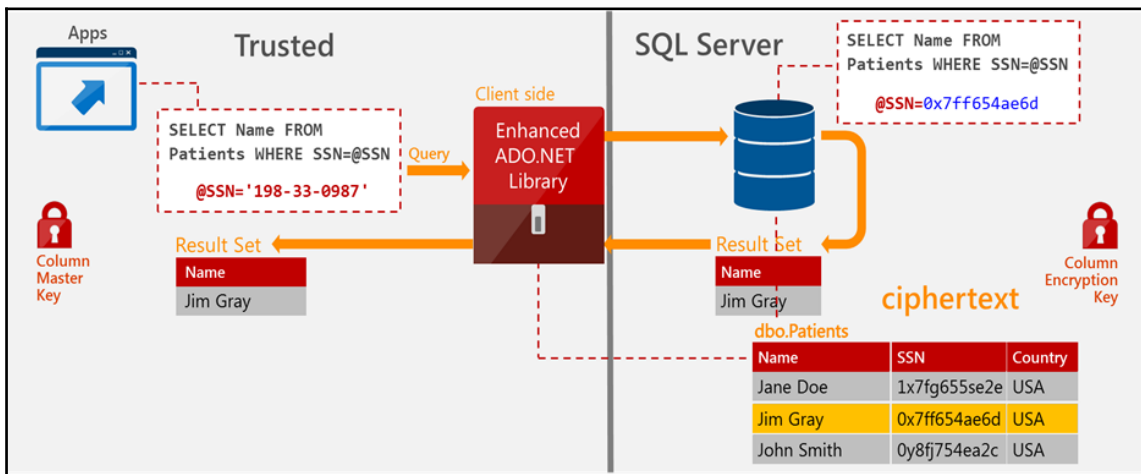 Apps
Trusted
SELECT Name FROM
Patients WHERE SSN=@SSN
@SSN='198-33-0987'
Query
Client side
Enhanced
ADO.NET
Library
SQL Server
SELECT Name FROM
Patients WHERE SSN=@SSN
@SSN=0x7ff654ae6d
Column
Master
Key
Result Set
Name
Jim Gray
Result Set
Name
Jim Gray
Column
Encryption
Key
ciphertext
dbo.Patients
Name SSN Country
Jane Doe 1x7fg655se2e USA
Jim Gray 0x7ff654ae6d USA
John Smith 0y8fj754ea2c USA